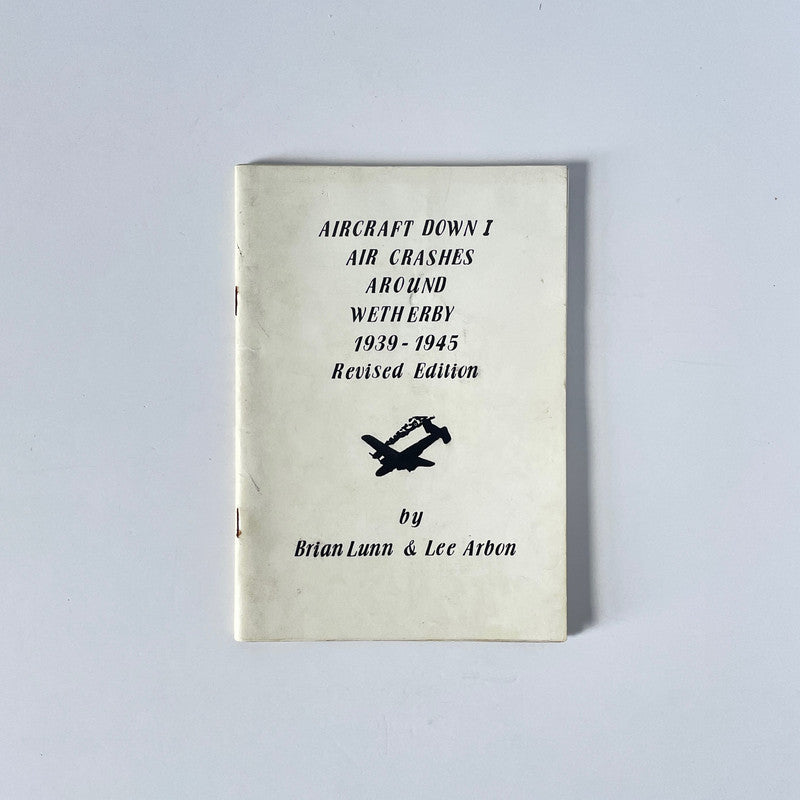 AIRCRAFT DOWN I
AIR CRASHES
AROUND
WETHERBY
1939-1945
Revised Edition
by
Brian Lunn & Lee Arbon